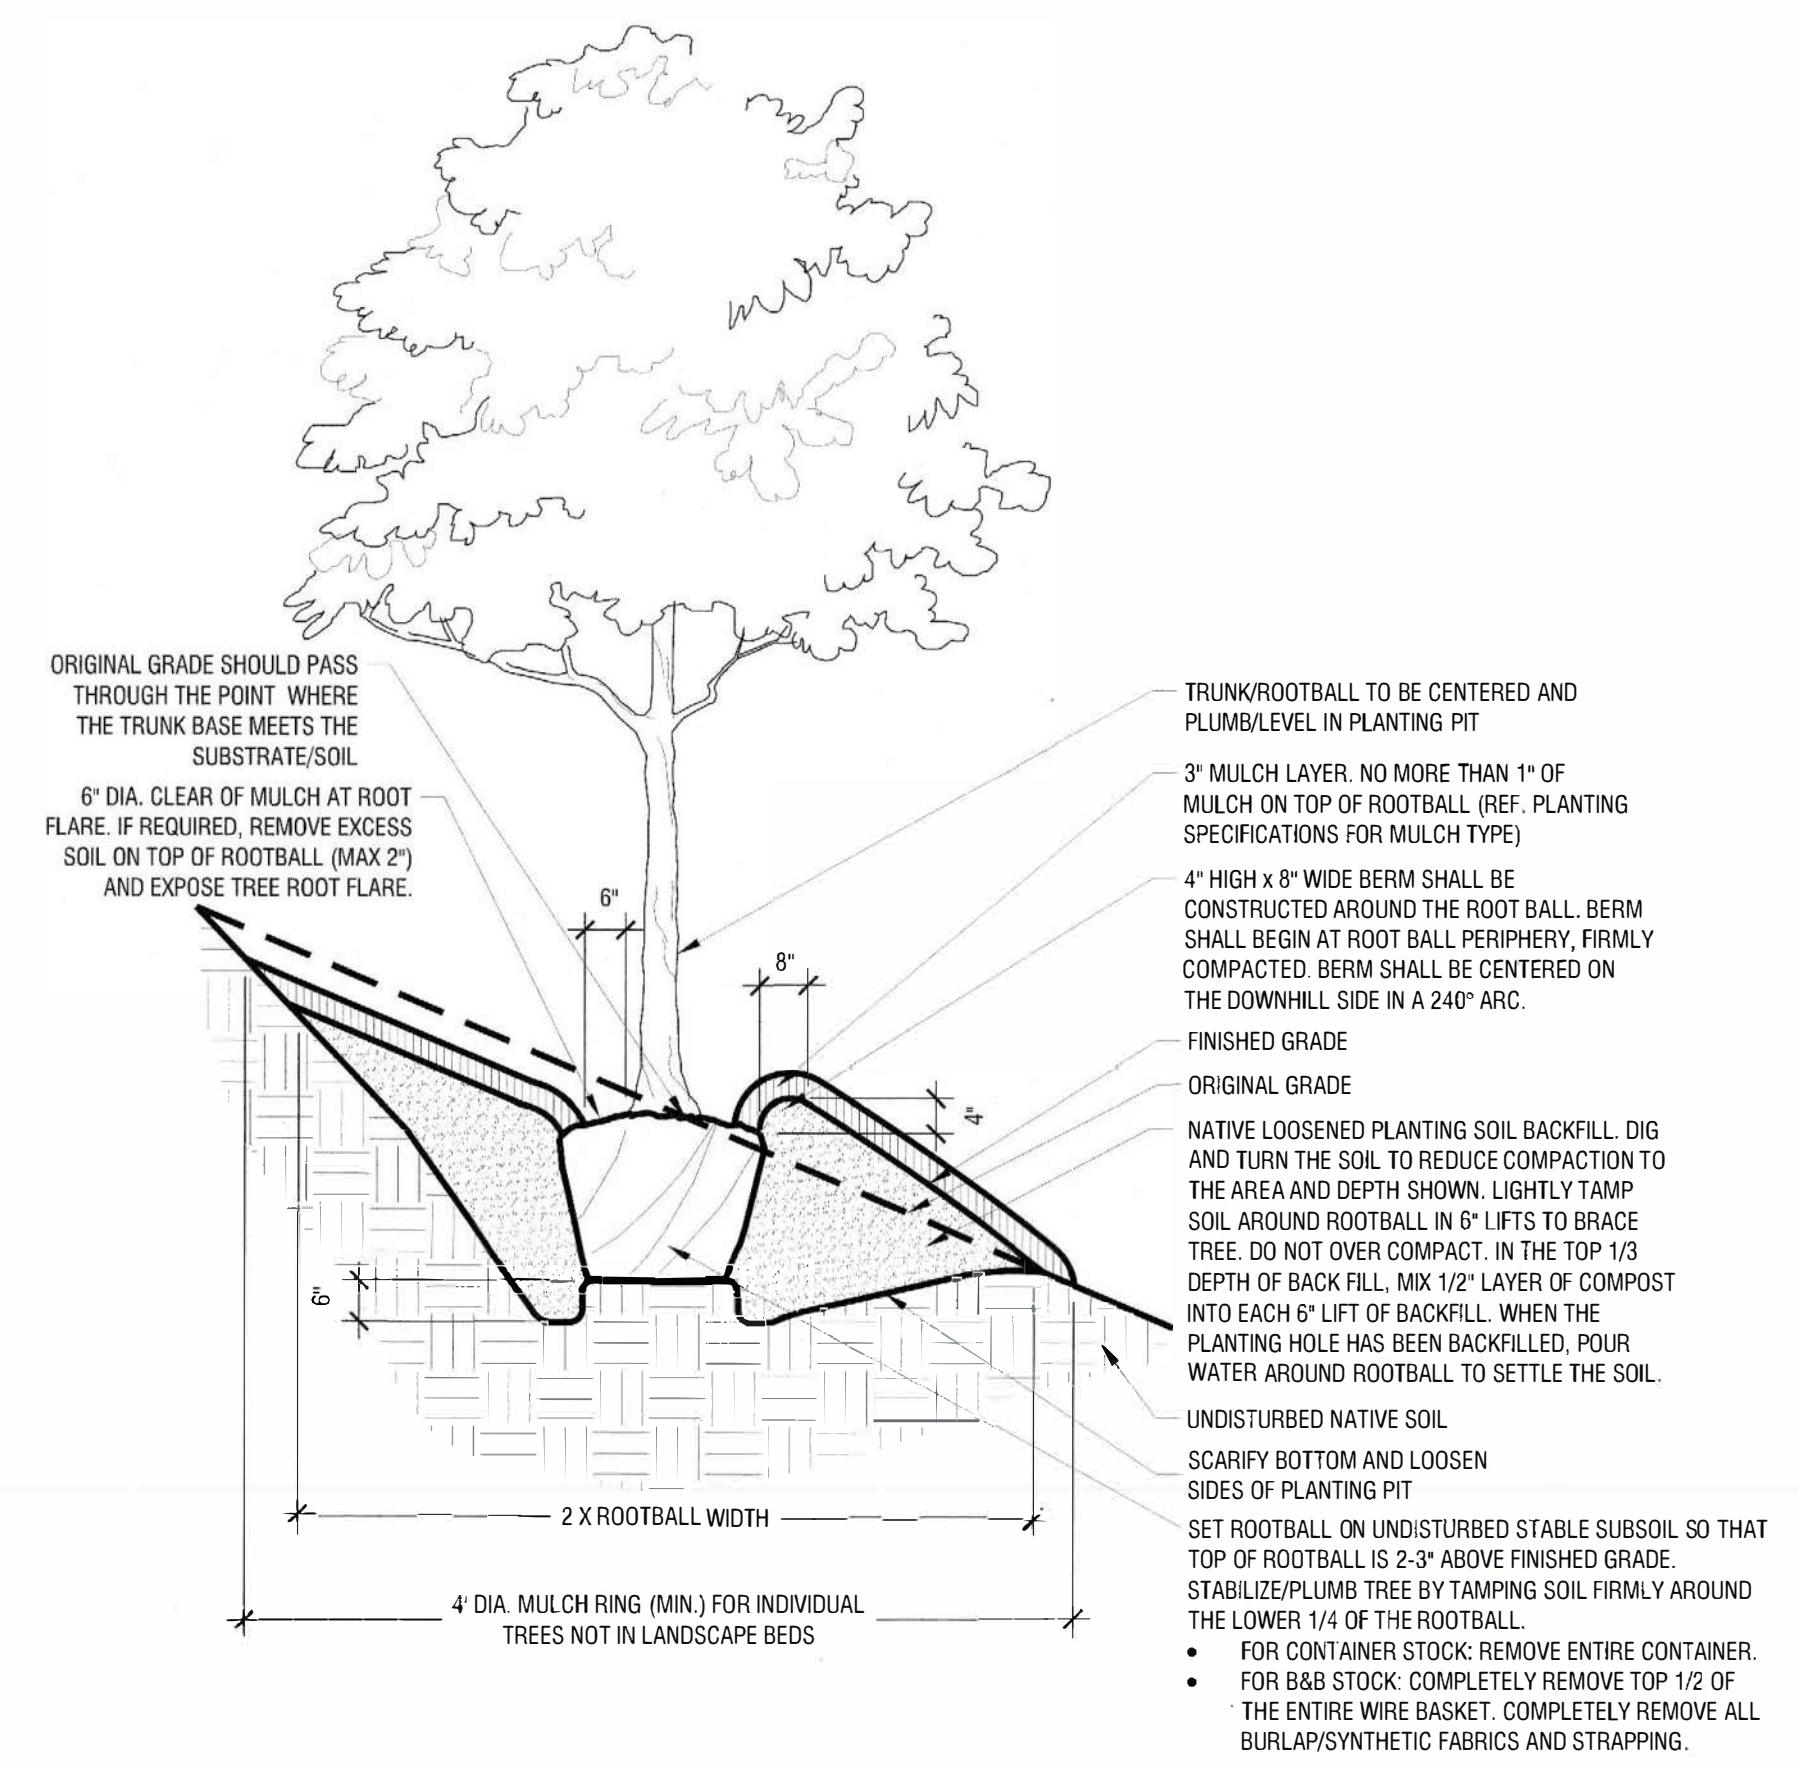 ORIGINAL GRADE SHOULD PASS
THROUGH THE POINT WHERE
THE TRUNK BASE MEETS THE
SUBSTRATE/SOIL
6" DIA. CLEAR OF MULCH AT ROOT
FLARE. IF REQUIRED, REMOVE EXCESS
SOIL ON TOP OF ROOTBALL (MAX 2")
AND EXPOSE TREE ROOT FLARE.
6"
8"
4"
6"
2 X ROOTBALL WIDTH
4' DIA. MULCH RING (MIN.) FOR INDIVIDUAL
TREES NOT IN LANDSCAPE BEDS
TRUNK/ROOTBALL TO BE CENTERED AND
PLUMB/LEVEL IN PLANTING PIT
3" MULCH LAYER. NO MORE THAN 1" OF
MULCH ON TOP OF ROOTBALL (REF. PLANTING
SPECIFICATIONS FOR MULCH TYPE)
4" HIGH x 8" WIDE BERM SHALL BE
CONSTRUCTED AROUND THE ROOT BALL. BERM
SHALL BEGIN AT ROOT BALL PERIPHERY, FIRMLY
COMPACTED. BERM SHALL BE CENTERED ON
THE DOWNHILL SIDE IN A 240° ARC.
FINISHED GRADE
ORIGINAL GRADE
NATIVE LOOSENED PLANTING SOIL BACKFILL. DIG
AND TURN THE SOIL TO REDUCE COMPACTION TO
THE AREA AND DEPTH SHOWN. LIGHTLY TAMP
SOIL AROUND ROOTBALL IN 6" LIFTS TO BRACE
TREE. DO NOT OVER COMPACT. IN THE TOP 1/3
DEPTH OF BACK FILL, MIX 1/2" LAYER OF COMPOST
INTO EACH 6" LIFT OF BACKFILL. WHEN THE
PLANTING HOLE HAS BEEN BACKFILLED, POUR
WATER AROUND ROOTBALL TO SETTLE THE SOIL.
UNDISTURBED NATIVE SOIL
SCARIFY BOTTOM AND LOOSEN
SIDES OF PLANTING PIT
SET ROOTBALL ON UNDISTURBED STABLE SUBSOIL SO THAT
TOP OF ROOTBALL IS 2-3" ABOVE FINISHED GRADE.
STABILIZE/PLUMB TREE BY TAMPING SOIL FIRMLY AROUND
THE LOWER 1/4 OF THE ROOTBALL.
• FOR CONTAINER STOCK: REMOVE ENTIRE CONTAINER.
• FOR B&B STOCK: COMPLETELY REMOVE TOP 1/2 OF
THE ENTIRE WIRE BASKET. COMPLETELY REMOVE ALL
BURLAP/SYNTHETIC FABRICS AND STRAPPING.